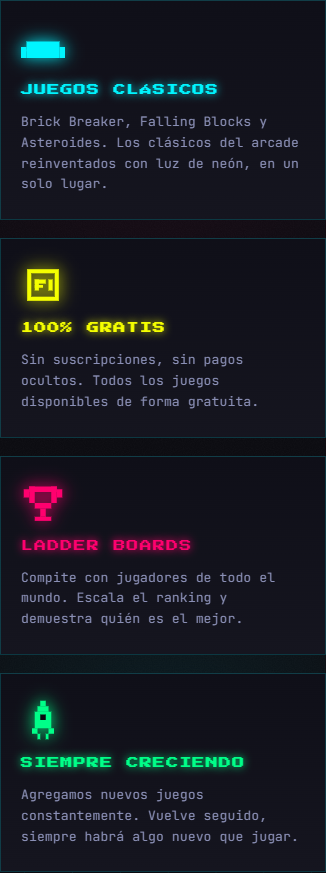 JUEGOS CLáSICOS
Brick Breaker, Falling Blocks y
Asteroides. Los clásicos del arcade
reinventados con luz de neón, en un
solo lugar.
FI
100% GRATIS
Sin suscripciones, sin pagos
ocultos. Todos los juegos
disponibles de forma gratuita.
LADDER BOARDS
Compite con jugadores de todo el
mundo. Escala el ranking y
demuestra quién es el mejor.
SIEMPRE CRECIENDO
Agregamos nuevos juegos
constantemente. Vuelve seguido,
siempre habrá algo nuevo que jugar.